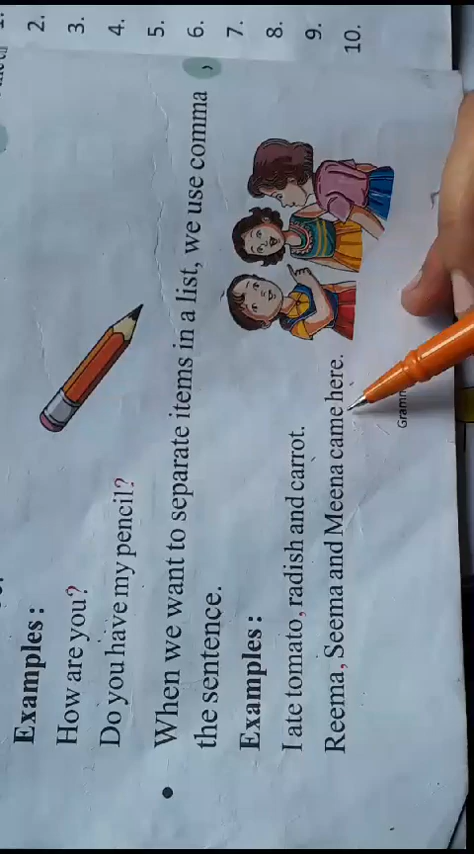 Examples :
How are you?
Do you have my pencil?
• When we want to separate items in a list, we use comma ,
the sentence.
Examples :
I ate tomato, radish and carrot.
Reema, Seema and Meena came here.
2.
3.
4.
5.
6.
7.
8.
9.
10.